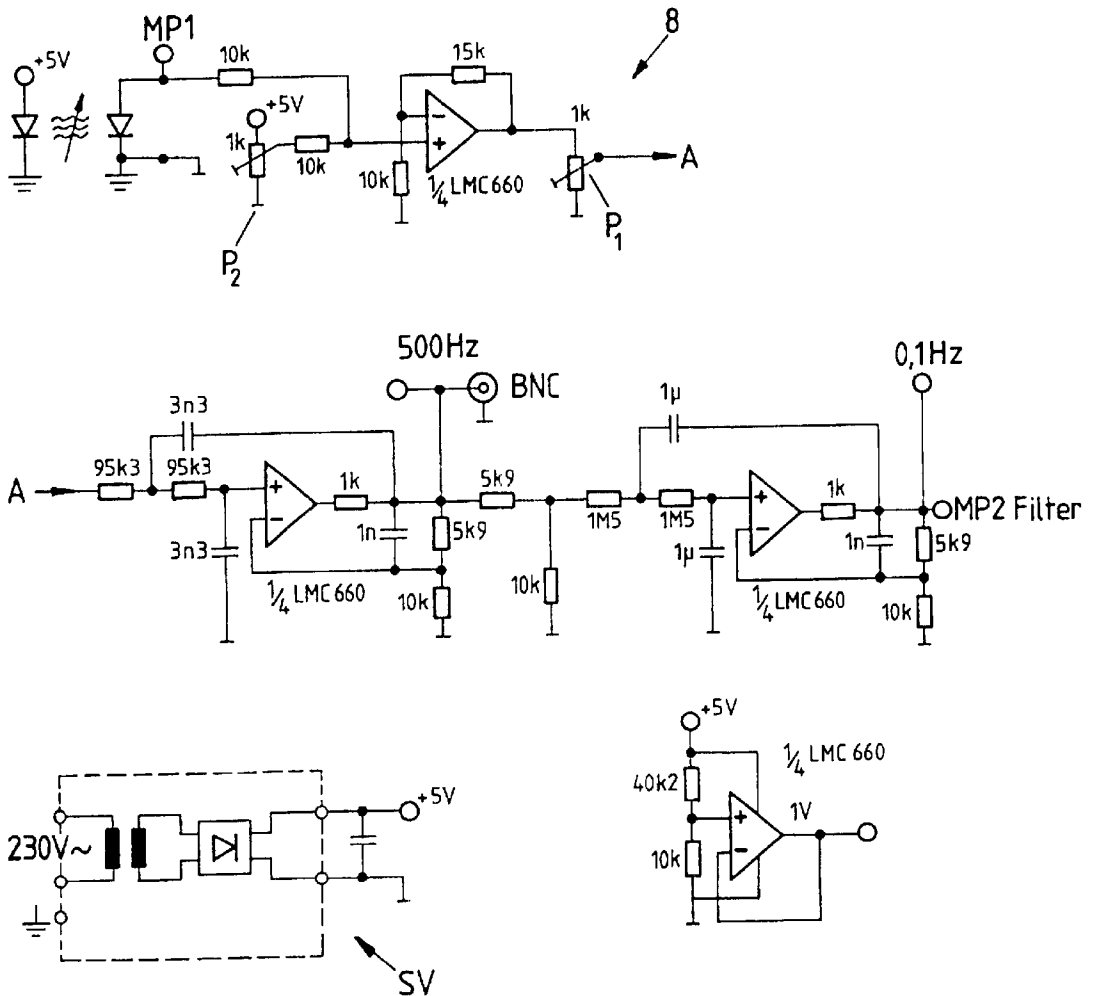 MP1
8
+5V
10k
15k
+5V
1k
10k
1k
A
10k
1/4 LMC660
P1
P2
500Hz
0,1Hz
BNC
1µ
3n3
95k3
95k3
A
1k
5k9
1M5
1M5
1k
MP2 Filter
1n
5k9
1n
5k9
3n3
1µ
1/4 LMC660
10k
10k
1/4 LMC660
10k
+5V
1/4 LMC660
40k2
+5V
1V
230V~
10k
SV